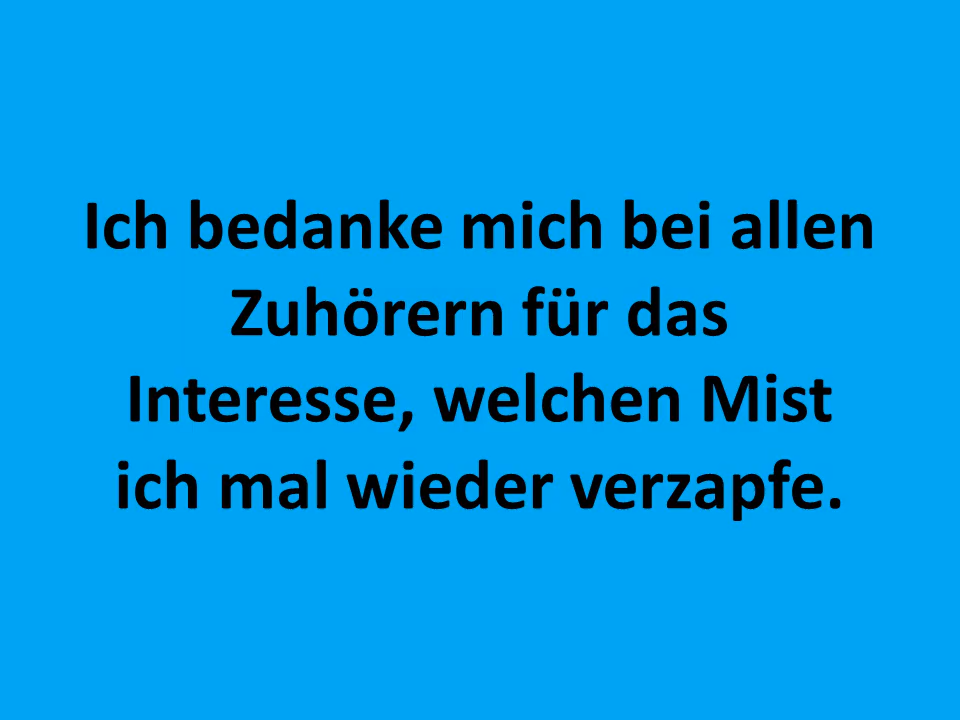 Ich bedanke mich bei allen
Zuhörern für das
Interesse, welchen Mist
ich mal wieder verzapfe.